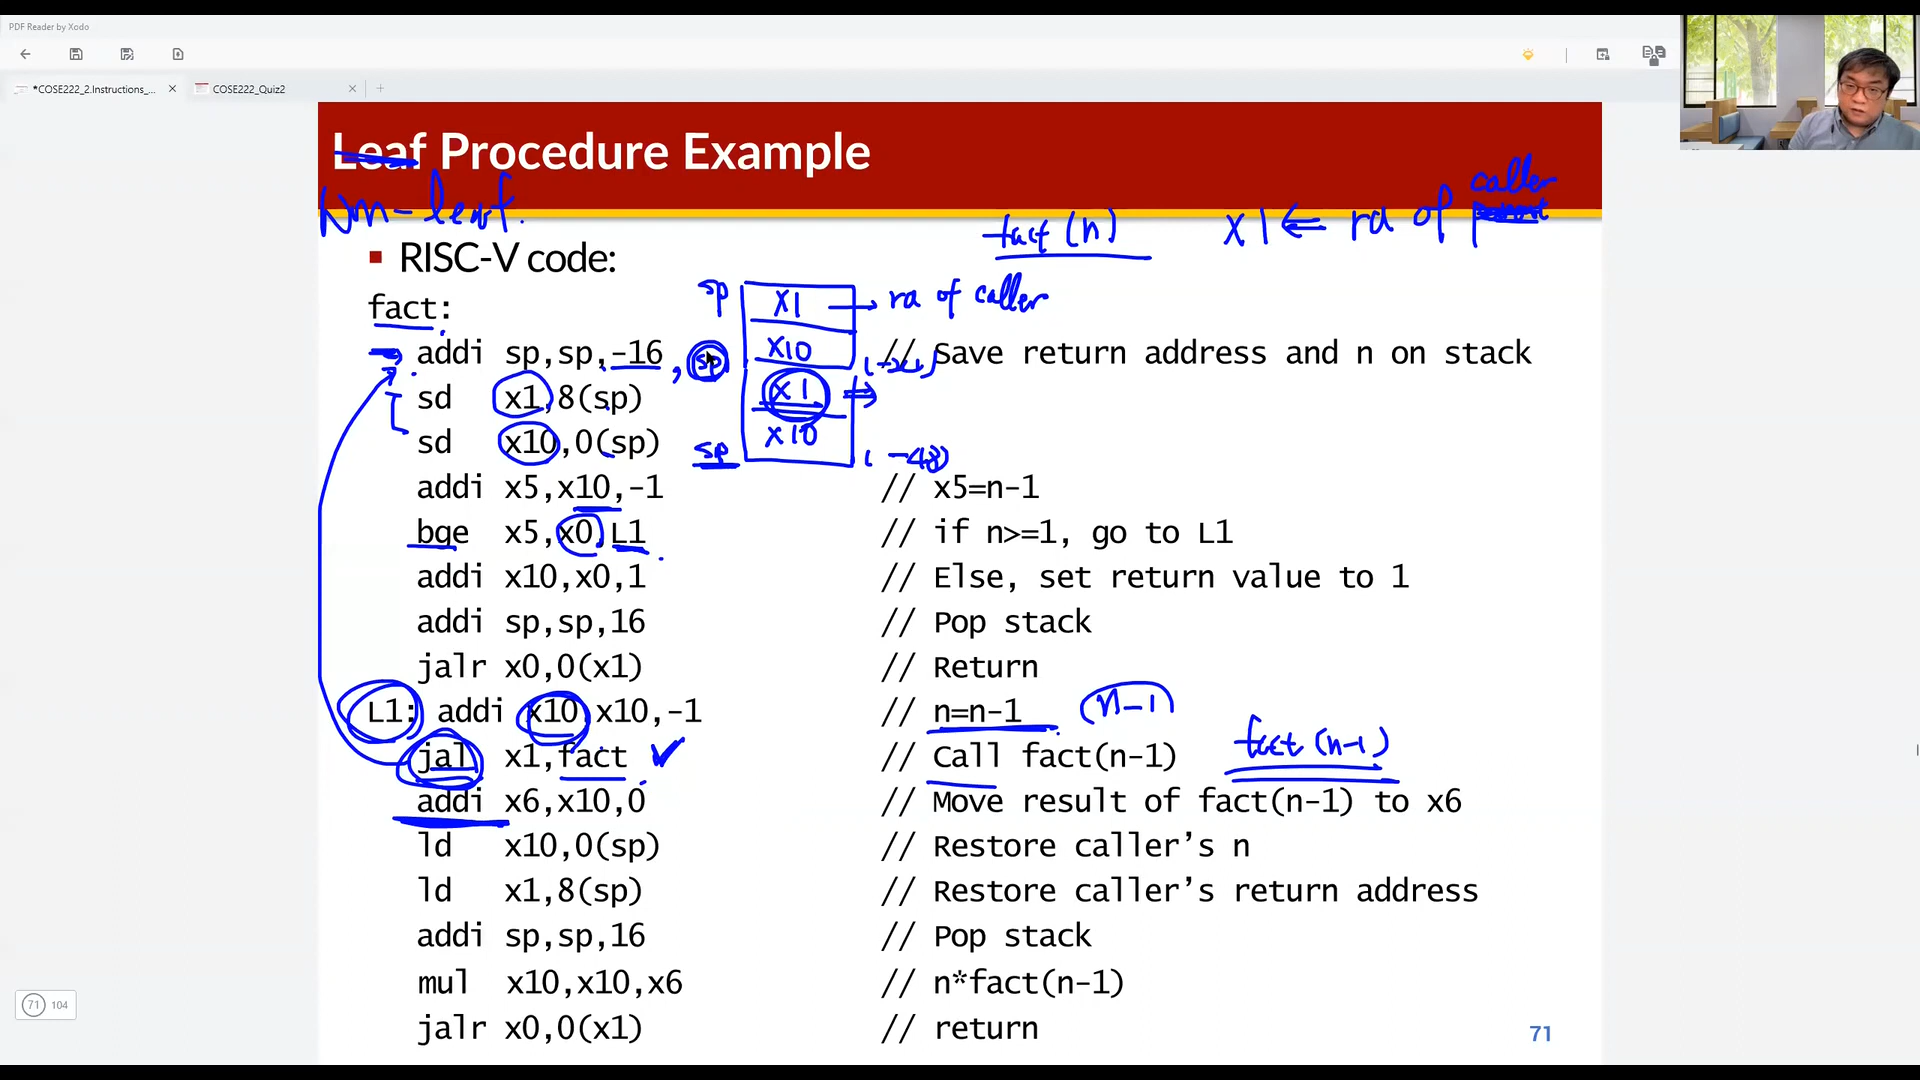 PDF Reader by Xodo
*COSE222_2.Instructions_...
COSE222_Quiz2
Leaf Procedure Example
Non-leaf.
fact(n)
x1 ← ra of caller
▪ RISC-V code:
fact:
sp
x1 → ra of caller
addi sp,sp,-16 // Save return address and n on stack
sp
x10
sd x1,8(sp)
x1
sd x10,0(sp)
x10
sp
addi x5,x10,-1 // x5=n-1
bge x5,x0,L1 // if n>=1, go to L1
addi x10,x0,1 // Else, set return value to 1
addi sp,sp,16 // Pop stack
jalr x0,0(x1) // Return
L1: addi x10,x10,-1 // n=n-1
(n-1)
jal x1,fact // Call fact(n-1)
fact(n-1)
addi x6,x10,0 // Move result of fact(n-1) to x6
ld x10,0(sp) // Restore caller’s n
ld x1,8(sp) // Restore caller’s return address
addi sp,sp,16 // Pop stack
mul x10,x10,x6 // n*fact(n-1)
jalr x0,0(x1) // return
71 104
71